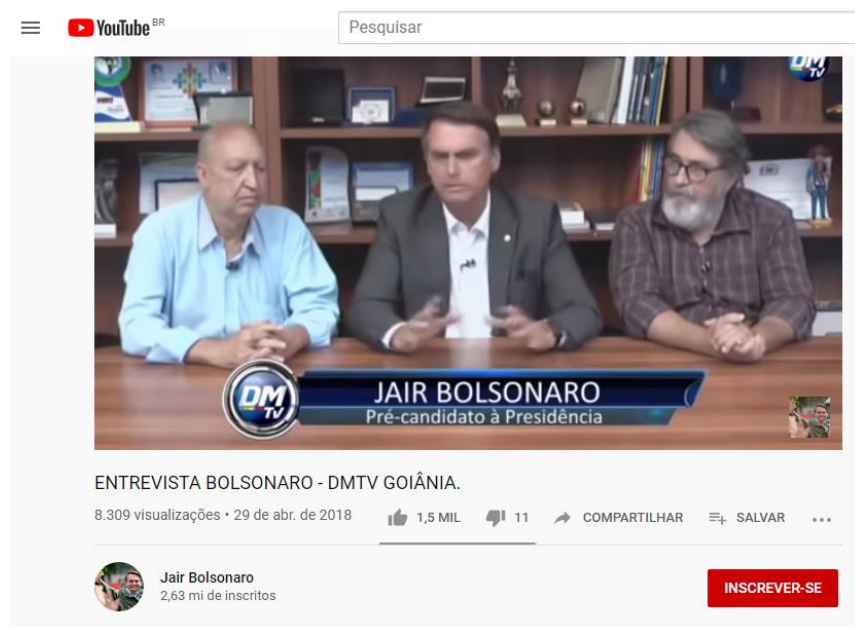 YouTube BR
Pesquisar
DM
TV
DM
TV
JAIR BOLSONARO
Pré-candidato à Presidência
ENTREVISTA BOLSONARO - DMTV GOIÂNIA.
8.309 visualizações • 29 de abr. de 2018
1,5 MIL
11
COMPARTILHAR
SALVAR
Jair Bolsonaro
2,63 mi de inscritos
INSCREVER-SE